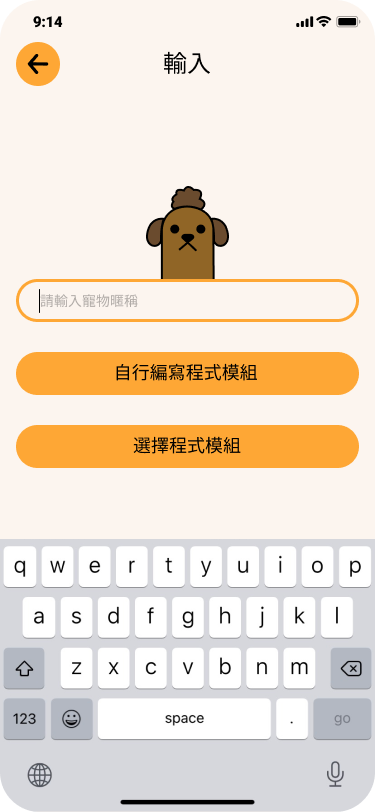 9:14
輸入
請輸入寵物暱稱
自行編寫程式模組
選擇程式模組
q w e r t y u i o p
a s d f g h j k l
z x c v b n m
123 space . go